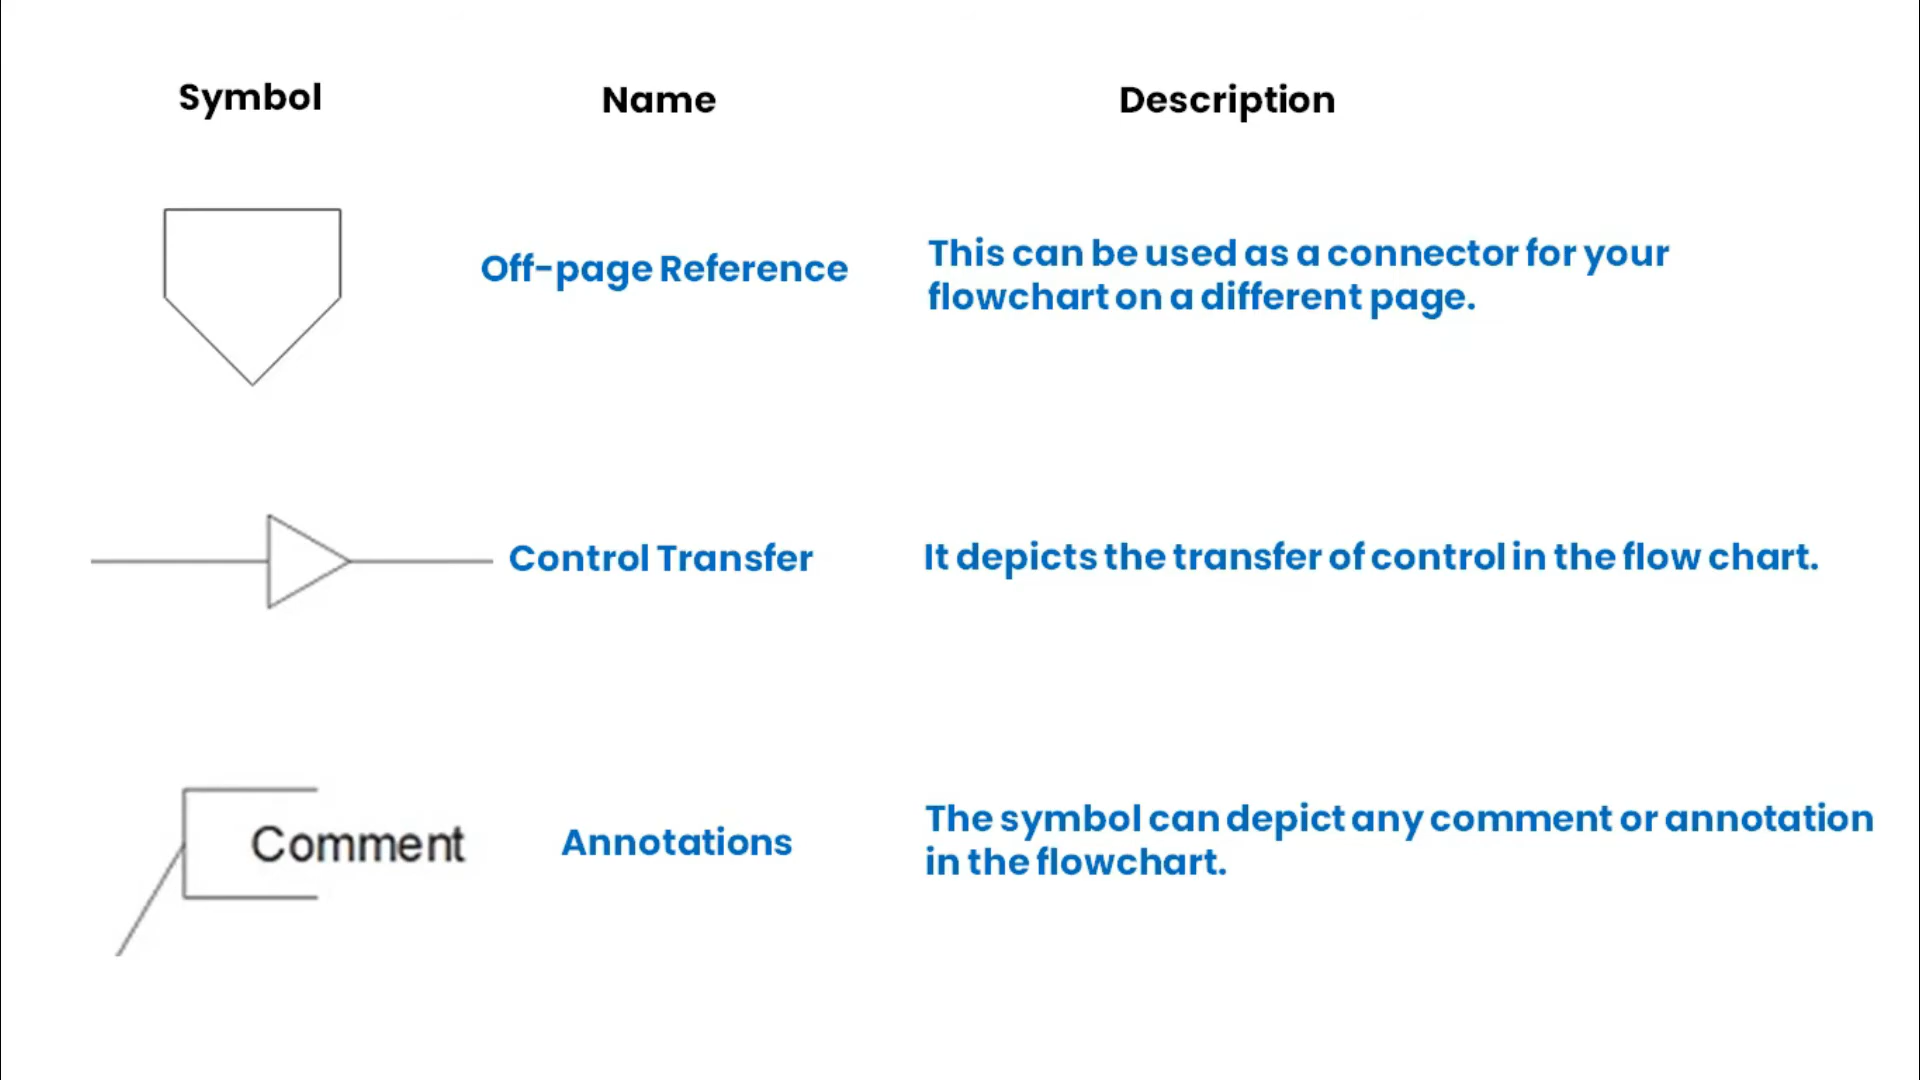 Symbol Name Description
Off-page Reference
This can be used as a connector for your
flowchart on a different page.
Control Transfer
It depicts the transfer of control in the flow chart.
Comment
Annotations
The symbol can depict any comment or annotation
in the flowchart.